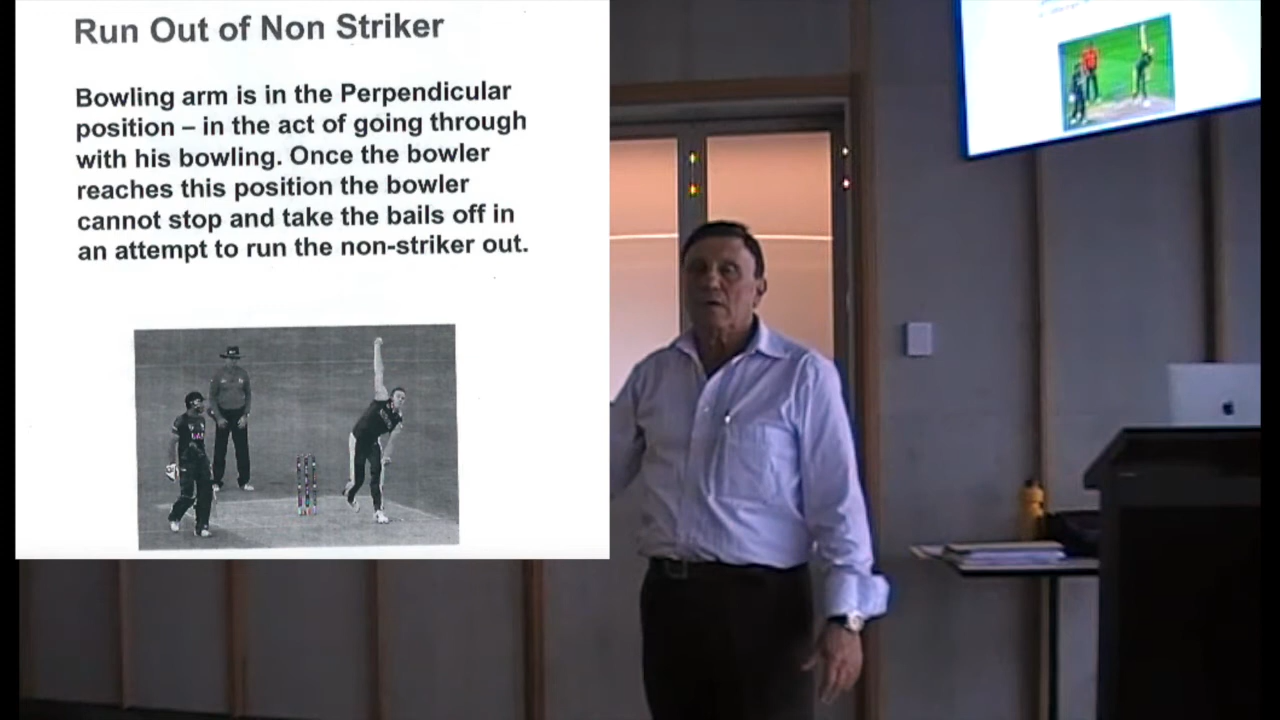 Run Out of Non Striker
Bowling arm is in the Perpendicular
position – in the act of going through
with his bowling. Once the bowler
reaches this position the bowler
cannot stop and take the bails off in
an attempt to run the non-striker out.